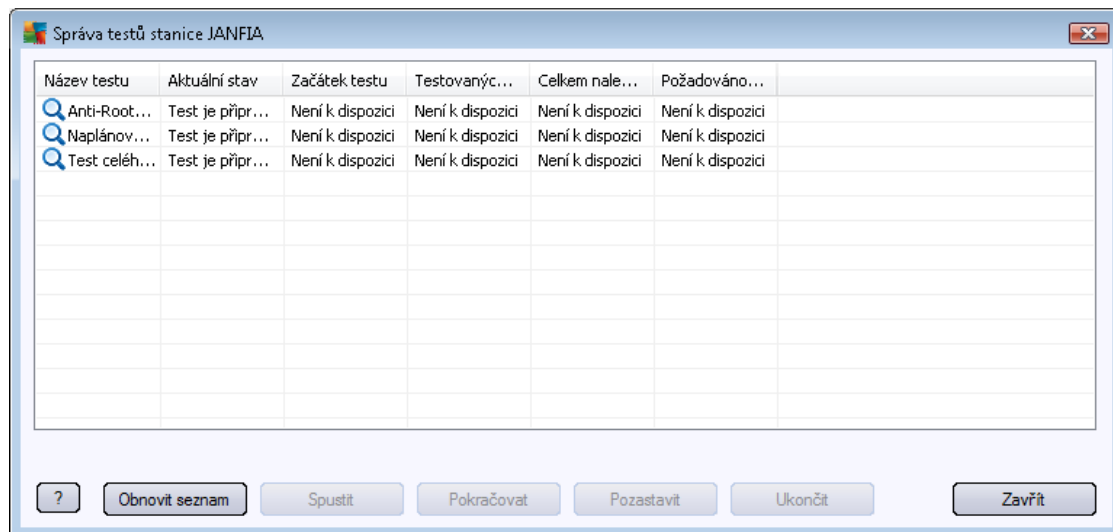 Správa testů stanice JANFIA
Název testu Aktuální stav Začátek testu Testovanýc... Celkem nale... Požadováno...
Anti-Root... Test je připr... Není k dispozici Není k dispozici Není k dispozici Není k dispozici
Naplánov... Test je připr... Není k dispozici Není k dispozici Není k dispozici Není k dispozici
Test celéh... Test je připr... Není k dispozici Není k dispozici Není k dispozici Není k dispozici
? Obnovit seznam Spustit Pokračovat Pozastavit Ukončit Zavřít